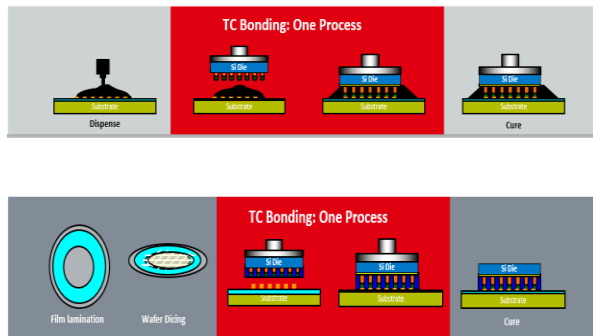 TC Bonding: One Process
Si Die
Si Die
Si Die
Substrate
Substrate
Substrate
Substrate
Dispense
Cure
TC Bonding: One Process
Si Die
Si Die
Si Die
Substrate
Substrate
Substrate
Film lamination
Wafer Dicing
Cure